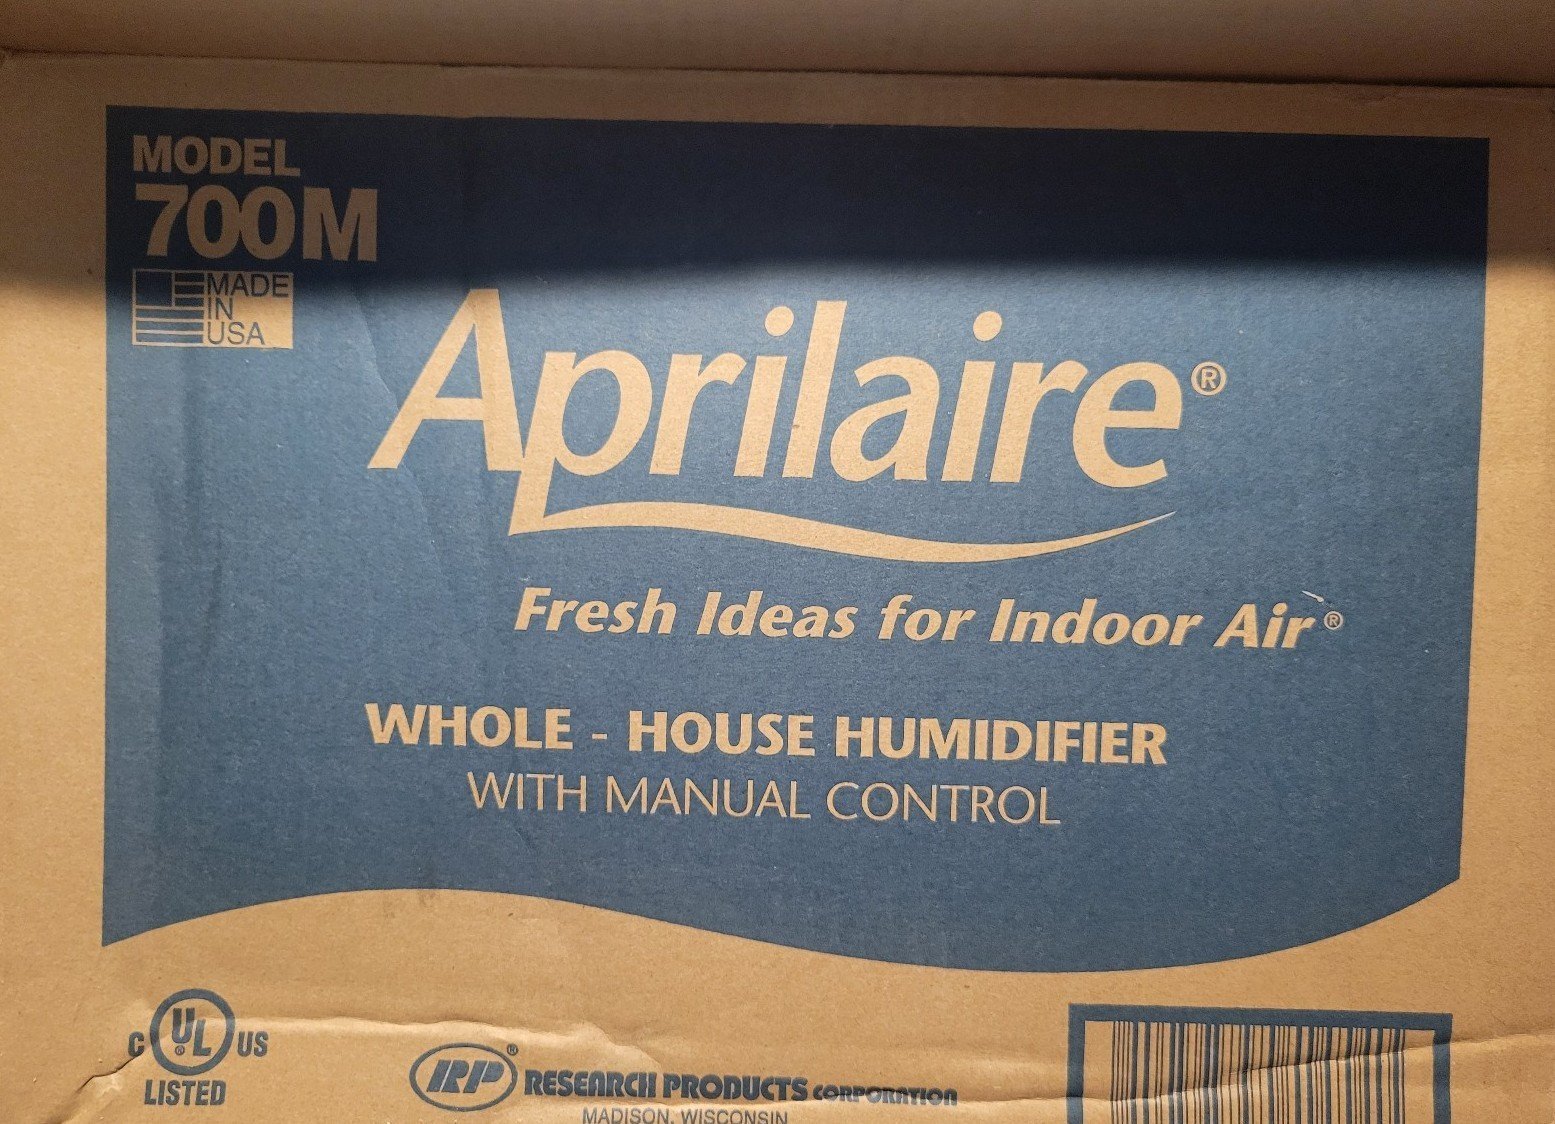 MODEL
700M
MADE
IN
USA
Aprilaire®
Fresh Ideas for Indoor Air®
WHOLE - HOUSE HUMIDIFIER
WITH MANUAL CONTROL
C UL® US
LISTED
RP® RESEARCH PRODUCTS CORPORATION
MADISON, WISCONSIN